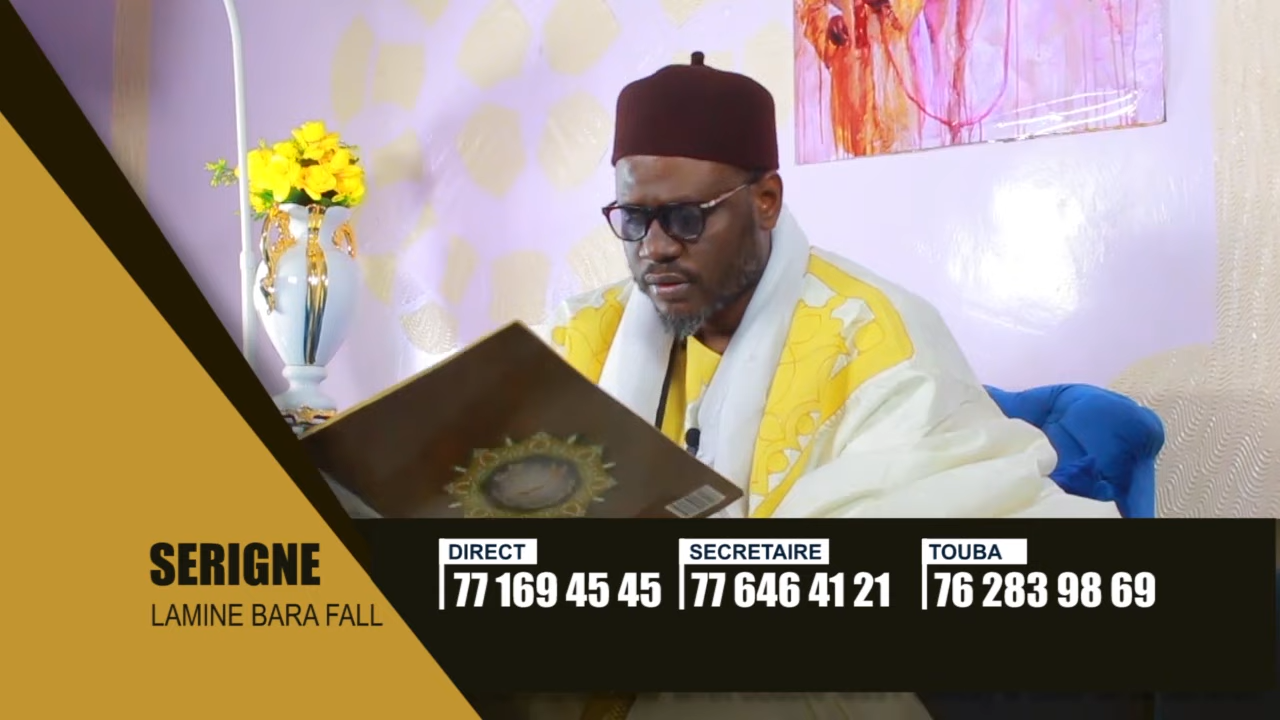 SERIGNE
LAMINE BARA FALL
DIRECT
77 169 45 45
SECRETAIRE
77 646 41 21
TOUBA
76 283 98 69